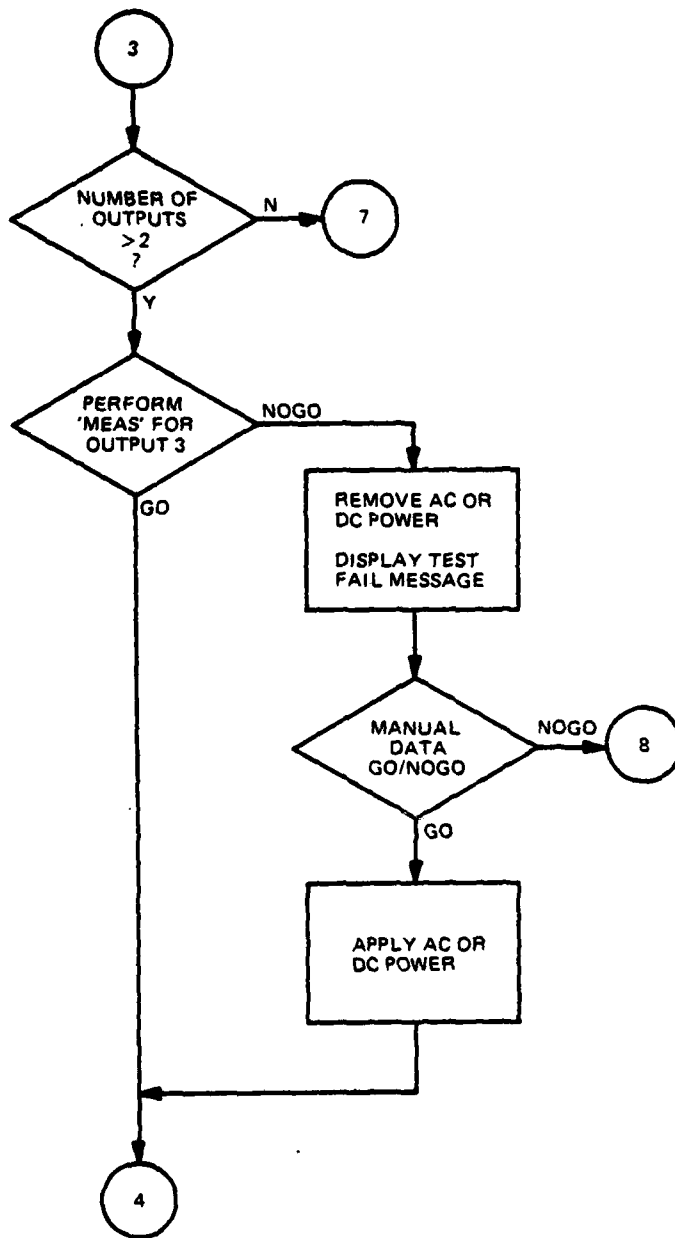 3
NUMBER OF
OUTPUTS
>2
?
N
7
Y
PERFORM
'MEAS' FOR
OUTPUT 3
NOGO
GO
REMOVE AC OR
DC POWER
DISPLAY TEST
FAIL MESSAGE
MANUAL
DATA
GO/NOGO
NOGO
8
GO
APPLY AC OR
DC POWER
4